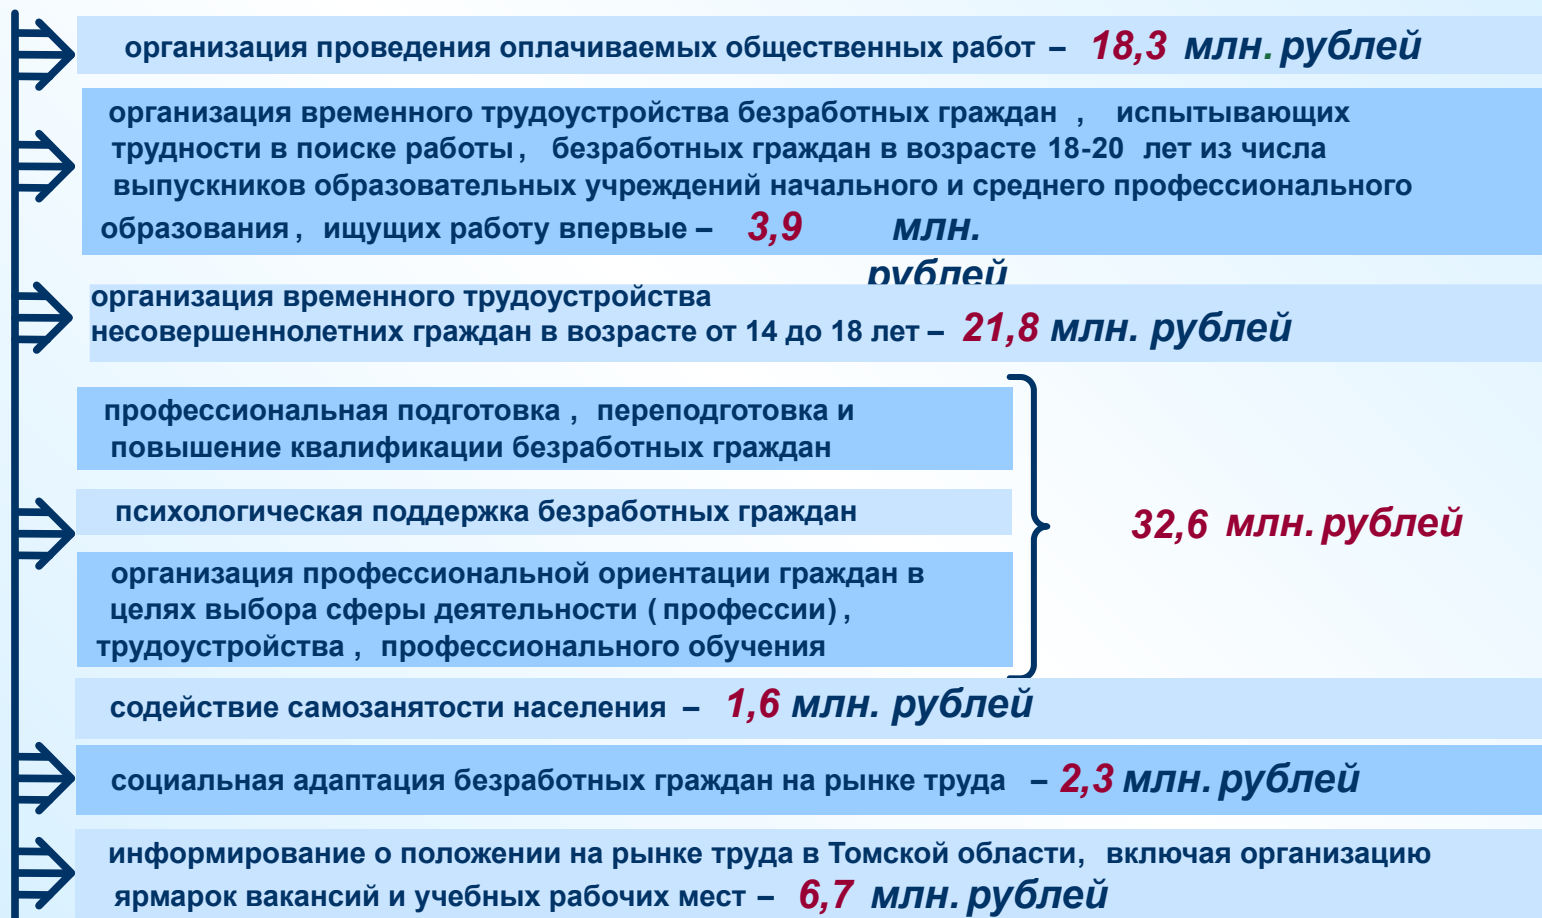 организация проведения оплачиваемых общественных работ – 18,3 млн. рублей
организация временного трудоустройства безработных граждан , испытывающих
трудности в поиске работы, безработных граждан в возрасте 18-20 лет из числа
выпускников образовательных учреждений начального и среднего профессионального
образования, ищущих работу впервые – 3,9 млн.
рублей
организация временного трудоустройства
несовершеннолетних граждан в возрасте от 14 до 18 лет – 21,8 млн. рублей
профессиональная подготовка , переподготовка и
повышение квалификации безработных граждан
психологическая поддержка безработных граждан
32,6 млн. рублей
организация профессиональной ориентации граждан в
целях выбора сферы деятельности ( профессии) ,
трудоустройства , профессионального обучения
содействие самозанятости населения – 1,6 млн. рублей
социальная адаптация безработных граждан на рынке труда – 2,3 млн. рублей
информирование о положении на рынке труда в Томской области, включая организацию
ярмарок вакансий и учебных рабочих мест – 6,7 млн. рублей